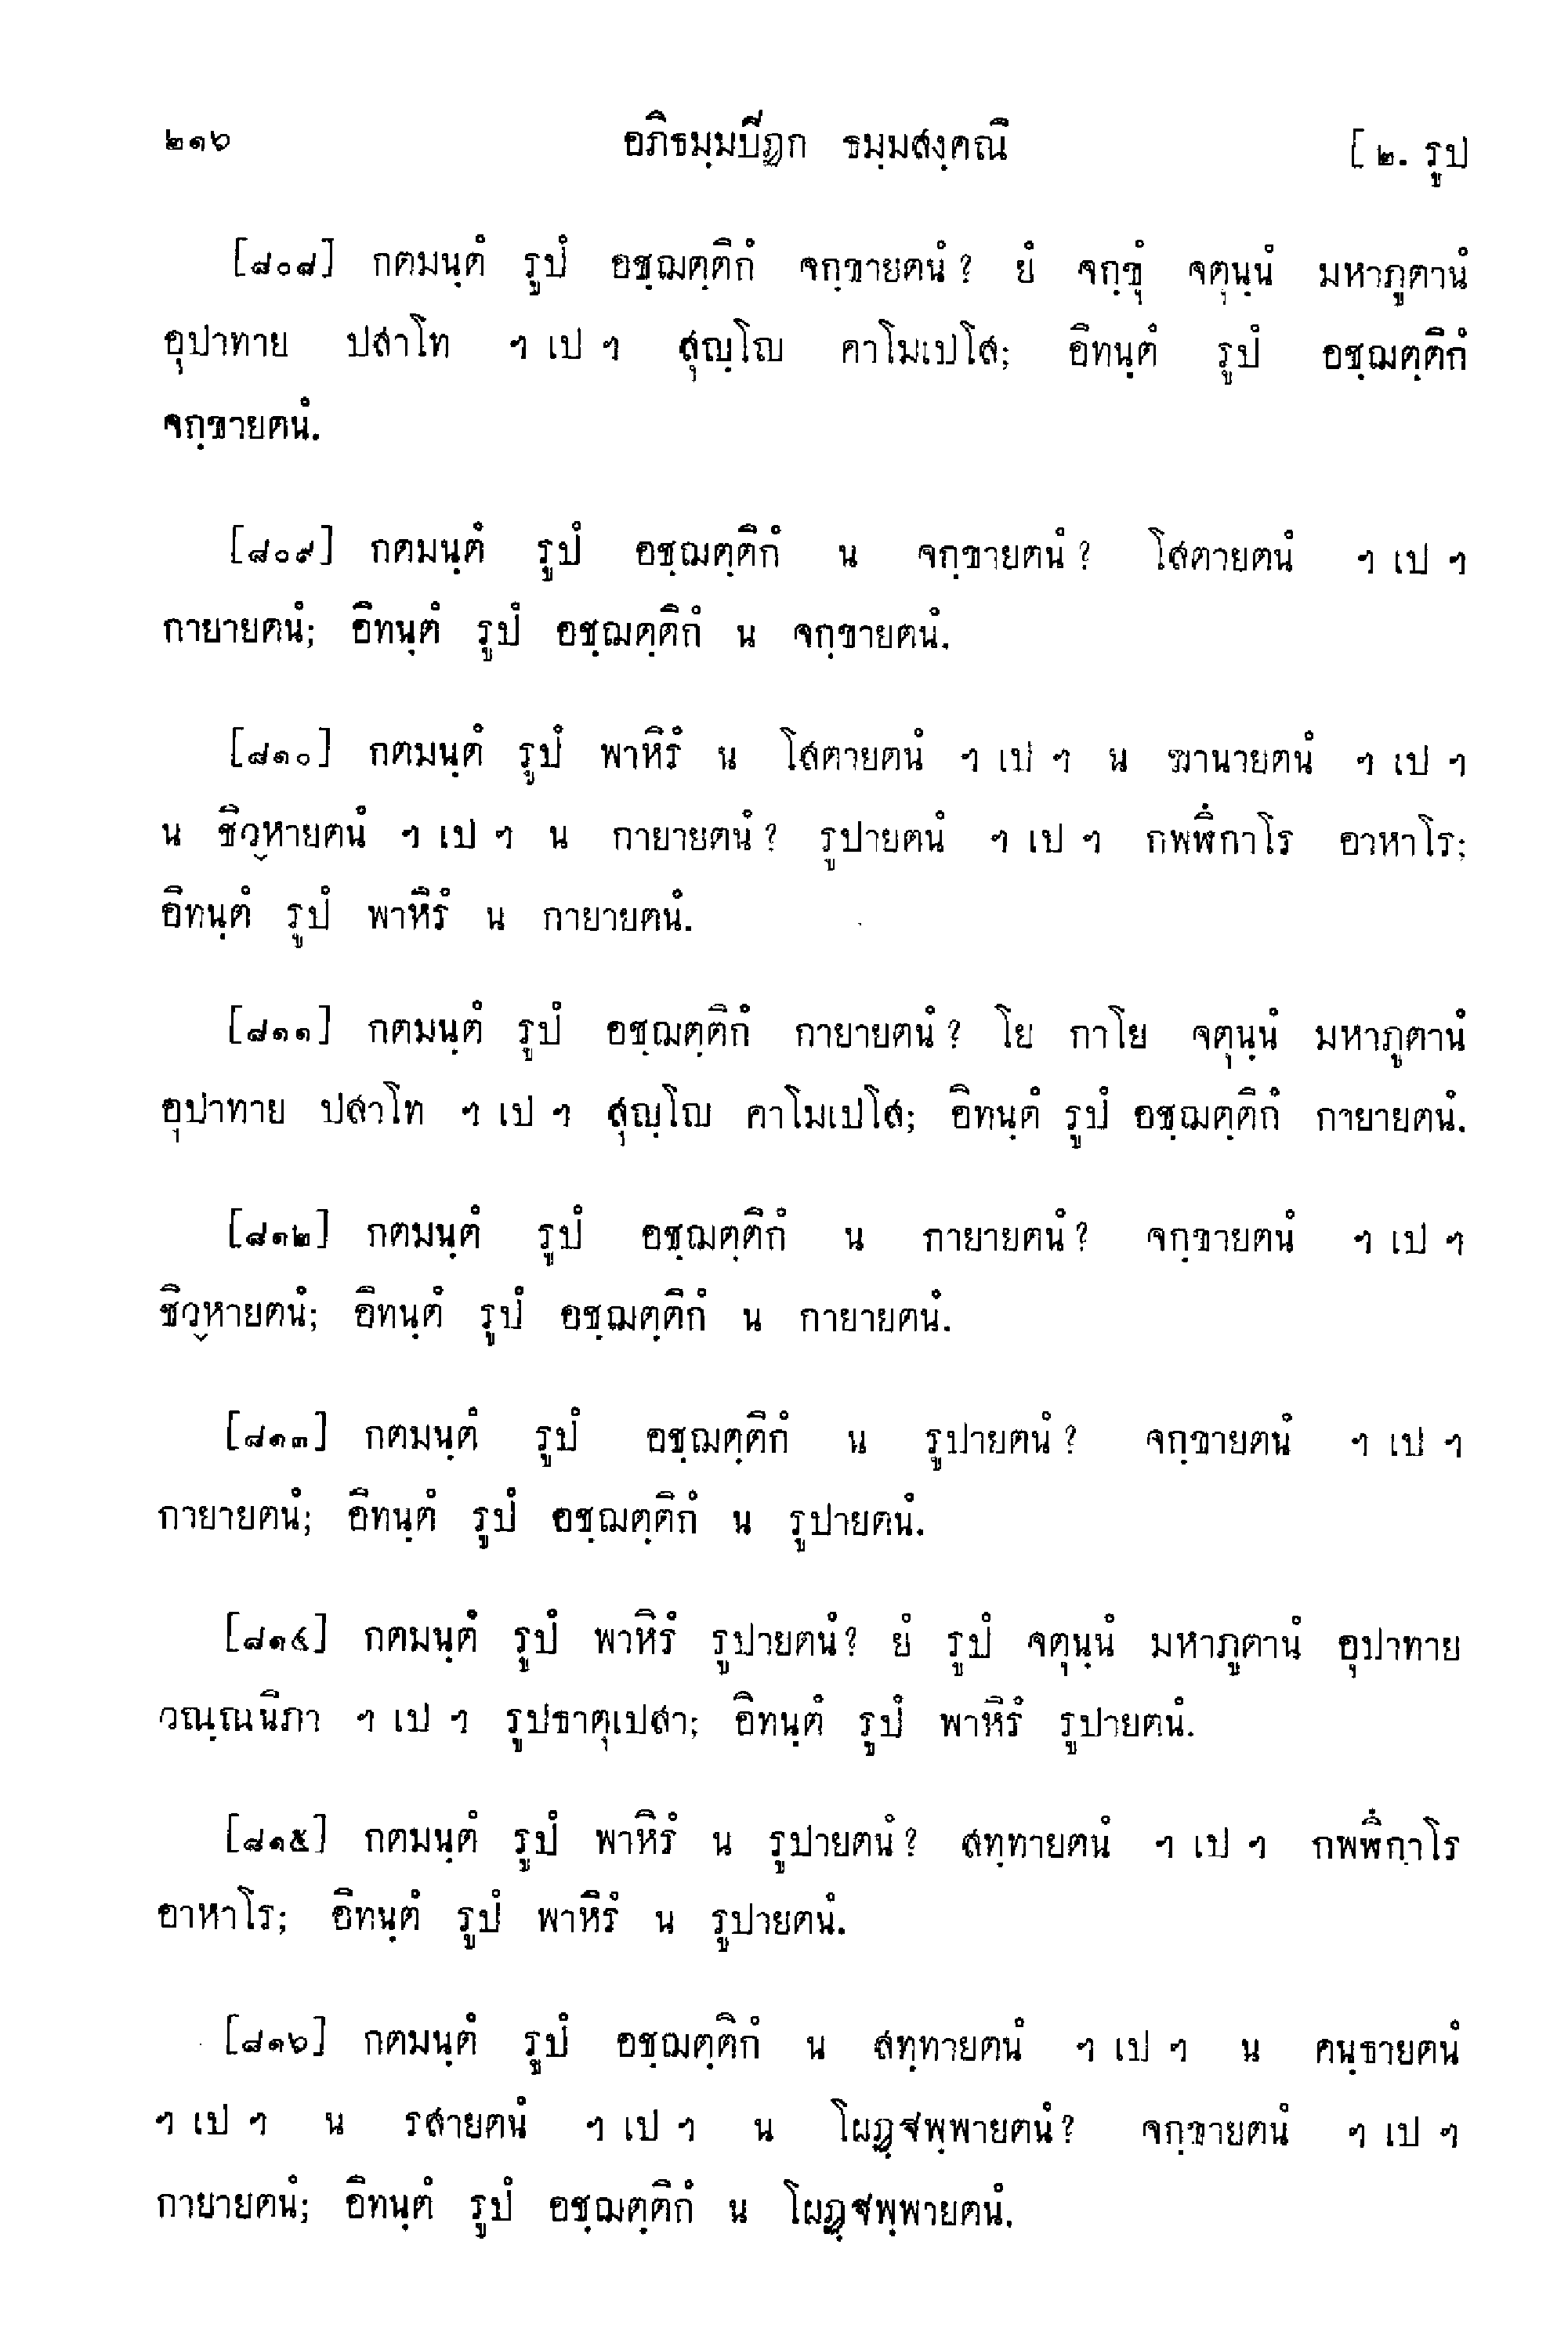 ๒๑๖ อภิธมฺมปิฏก ธมฺมสงฺคณี [ ๒. รูป
[๘๐๘] กตมนฺตํ รูปํ อชฺฌตฺติกํ จกฺขายตนํ ? ยํ จกฺขุํ จตุนฺนํ มหาภูตานํ
อุปาทาย ปสาโท ฯ เป ฯ สุญฺโญ คาโมเปโส; อิทนฺตํ รูปํ อชฺฌตฺติกํ
จกฺขายตนํ.
[๘๐๙] กตมนฺตํ รูปํ อชฺฌตฺติกํ น จกฺขายตนํ ? โสตายตนํ ฯ เป ฯ
กายายตนํ; อิทนฺตํ รูปํ อชฺฌตฺติกํ น จกฺขายตนํ.
[๘๑๐] กตมนฺตํ รูปํ พาหิรํ น โสตายตนํ ฯ เป ฯ น ฆานายตนํ ฯ เป ฯ
น ชิวฺหายตนํ ฯ เป ฯ น กายายตนํ ? รูปายตนํ ฯ เป ฯ กพฬิํกาโร อาหาโร;
อิทนฺตํ รูปํ พาหิรํ น กายายตนํ.
[๘๑๑] กตมนฺตํ รูปํ อชฺฌตฺติกํ กายายตนํ ? โย กาโย จตุนฺนํ มหาภูตานํ
อุปาทาย ปสาโท ฯ เป ฯ สุญฺโญ คาโมเปโส; อิทนฺตํ รูปํ อชฺฌตฺติกํ กายายตนํ.
[๘๑๒] กตมนฺตํ รูปํ อชฺฌตฺติกํ น กายายตนํ ? จกฺขายตนํ ฯ เป ฯ
ชิวฺหายตนํ; อิทนฺตํ รูปํ อชฺฌตฺติกํ น กายายตนํ.
[๘๑๓] กตมนฺตํ รูปํ อชฺฌตฺติกํ น รูปายตนํ ? จกฺขายตนํ ฯ เป ฯ
กายายตนํ; อิทนฺตํ รูปํ อชฺฌตฺติกํ น รูปายตนํ.
[๘๑๔] กตมนฺตํ รูปํ พาหิรํ รูปายตนํ? ยํ รูปํ จตุนฺนํ มหาภูตานํ อุปาทาย
วณฺณนิภา ฯ เป ฯ รูปธาตุเปสา; อิทนฺตํ รูปํ พาหิรํ รูปายตนํ.
[๘๑๕] กตมนฺตํ รูปํ พาหิรํ น รูปายตนํ ? สทฺทายตนํ ฯ เป ฯ กพฬิํกาโร
อาหาโร; อิทนฺตํ รูปํ พาหิรํ น รูปายตนํ.
[๘๑๖] กตมนฺตํ รูปํ อชฺฌตฺติกํ น สทฺทายตนํ ฯ เป ฯ น คนฺธายตนํ
ฯ เป ฯ น รสายตนํ ฯ เป ฯ น โผฏฺฐพฺพายตนํ? จกฺขายตนํ ฯ เป ฯ
กายายตนํ; อิทนฺตํ รูปํ อชฺฌตฺติกํ น โผฏฺฐพฺพายตนํ.